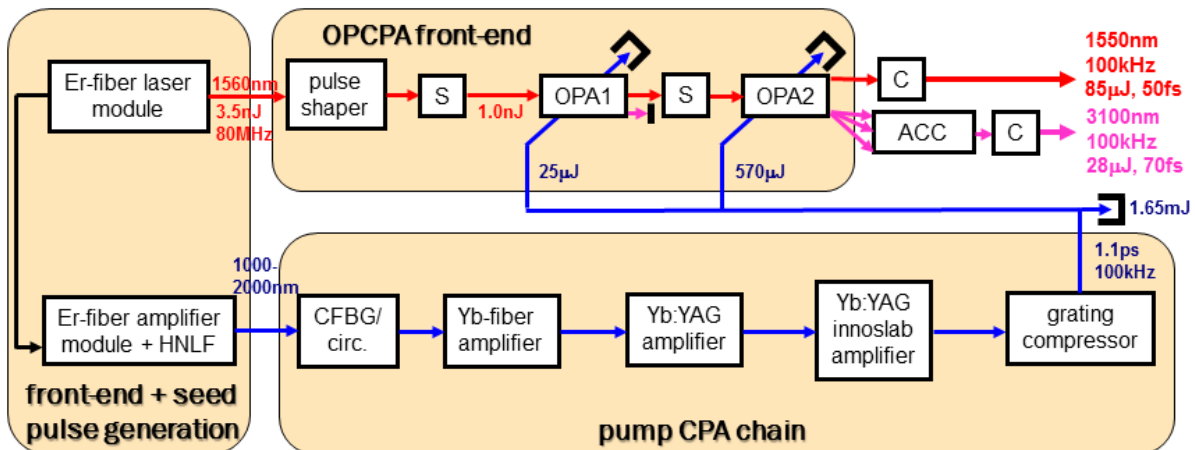 OPCPA front-end
Er-fiber laser
module
1560nm
3.5nJ
80MHz
pulse
shaper
S
1.0nJ
OPA1
S
OPA2
C
1550nm
100kHz
85µJ, 50fs
ACC
C
3100nm
100kHz
28µJ, 70fs
25µJ
570µJ
1.65mJ
1.1ps
100kHz
1000-
2000nm
Er-fiber amplifier
module + HNLF
CFBG/
circ.
Yb-fiber
amplifier
Yb:YAG
amplifier
Yb:YAG
innoslab
amplifier
grating
compressor
front-end + seed
pulse generation
pump CPA chain